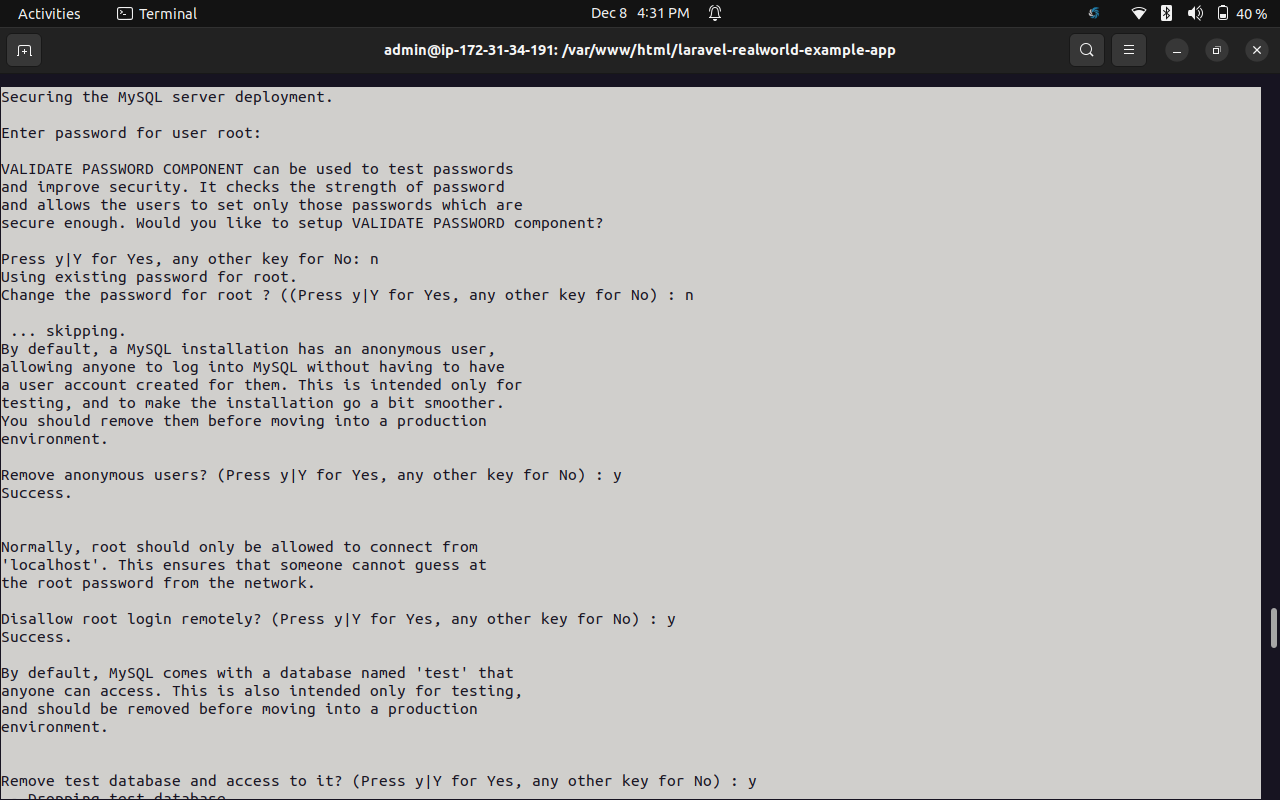 Activities
Terminal
Dec 8 4:31 PM
40 %
admin@ip-172-31-34-191: /var/www/html/laravel-realworld-example-app
Securing the MySQL server deployment.
Enter password for user root:
VALIDATE PASSWORD COMPONENT can be used to test passwords
and improve security. It checks the strength of password
and allows the users to set only those passwords which are
secure enough. Would you like to setup VALIDATE PASSWORD component?
Press y|Y for Yes, any other key for No: n
Using existing password for root.
Change the password for root ? ((Press y|Y for Yes, any other key for No) : n
... skipping.
By default, a MySQL installation has an anonymous user,
allowing anyone to log into MySQL without having to have
a user account created for them. This is intended only for
testing, and to make the installation go a bit smoother.
You should remove them before moving into a production
environment.
Remove anonymous users? (Press y|Y for Yes, any other key for No) : y
Success.
Normally, root should only be allowed to connect from
'localhost'. This ensures that someone cannot guess at
the root password from the network.
Disallow root login remotely? (Press y|Y for Yes, any other key for No) : y
Success.
By default, MySQL comes with a database named 'test' that
anyone can access. This is also intended only for testing,
and should be removed before moving into a production
environment.
Remove test database and access to it? (Press y|Y for Yes, any other key for No) : y
Dropping test database